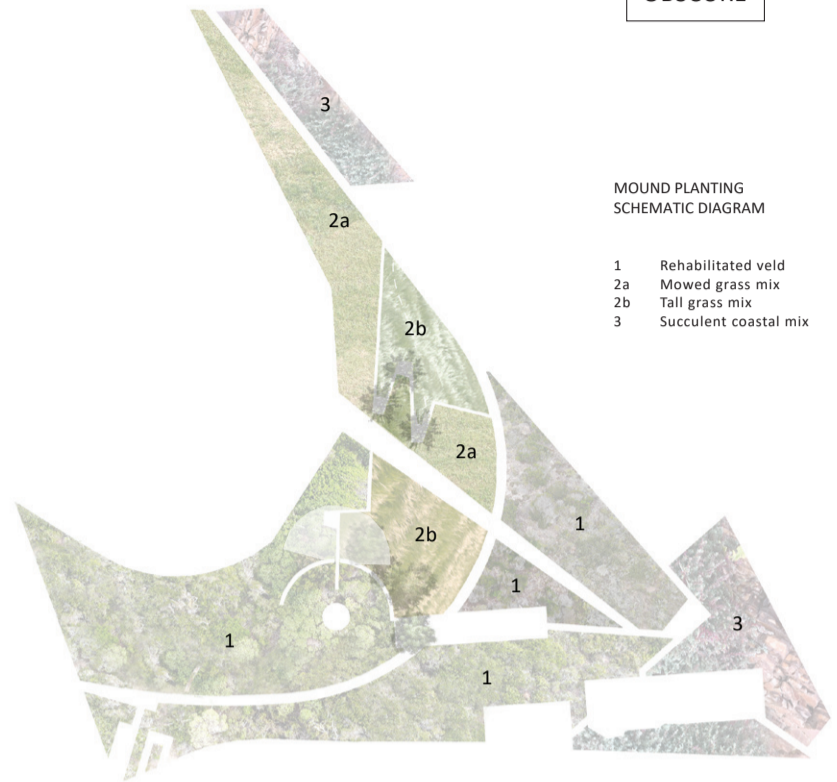 3
MOUND PLANTING
SCHEMATIC DIAGRAM
2a
1 Rehabilitated veld
2a Mowed grass mix
2b Tall grass mix
3 Succulent coastal mix
2b
2a
1
2b
1
3
1
1